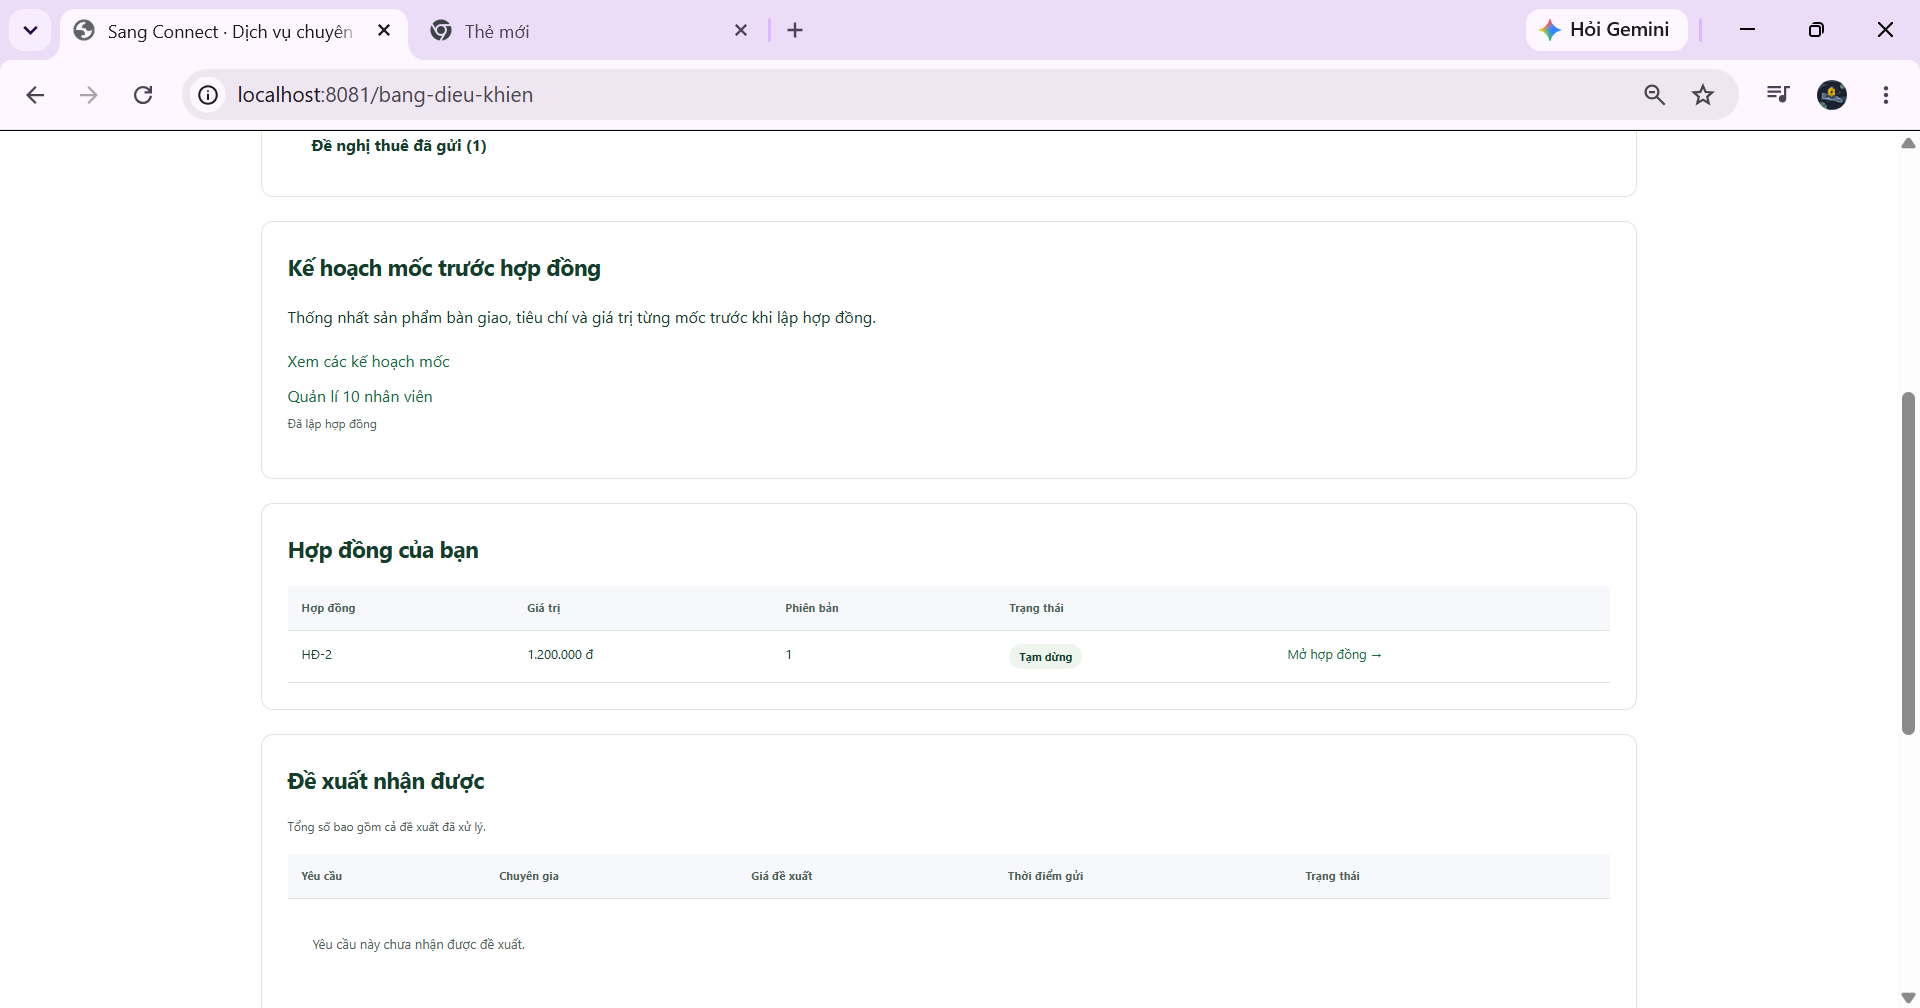 Sang Connect · Dịch vụ chuyên
Thẻ mới
Hỏi Gemini
localhost:8081/bang-dieu-khien
Đề nghị thuê đã gửi (1)
Kế hoạch mốc trước hợp đồng
Thống nhất sản phẩm bàn giao, tiêu chí và giá trị từng mốc trước khi lập hợp đồng.
Xem các kế hoạch mốc
Quản lí 10 nhân viên
Đã lập hợp đồng
Hợp đồng của bạn
Hợp đồng Giá trị Phiên bản Trạng thái
HĐ-2 1.200.000 đ 1 Tạm dừng Mở hợp đồng →
Đề xuất nhận được
Tổng số bao gồm cả đề xuất đã xử lý.
Yêu cầu Chuyên gia Giá đề xuất Thời điểm gửi Trạng thái
Yêu cầu này chưa nhận được đề xuất.